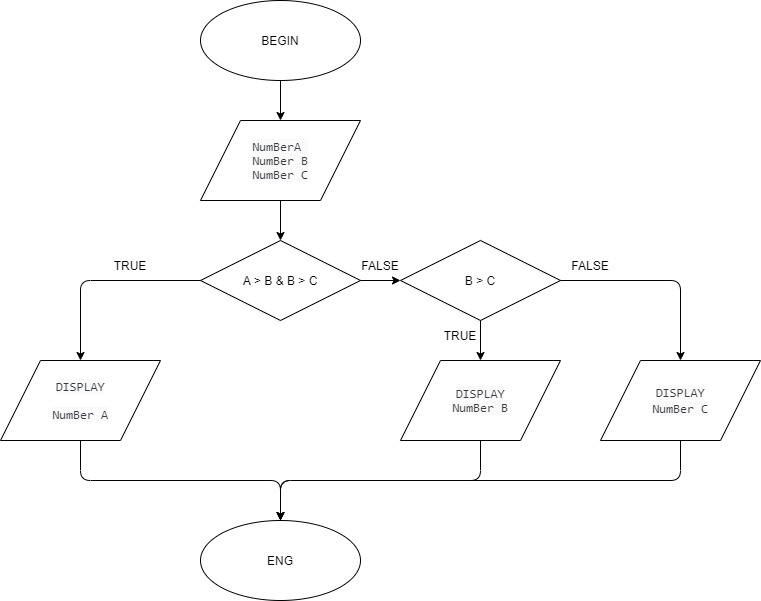 BEGIN
NumBerA
NumBer B
NumBer C
TRUE
A > B & B > C
FALSE
B > C
FALSE
TRUE
DISPLAY
NumBer A
DISPLAY
NumBer B
DISPLAY
NumBer C
ENG